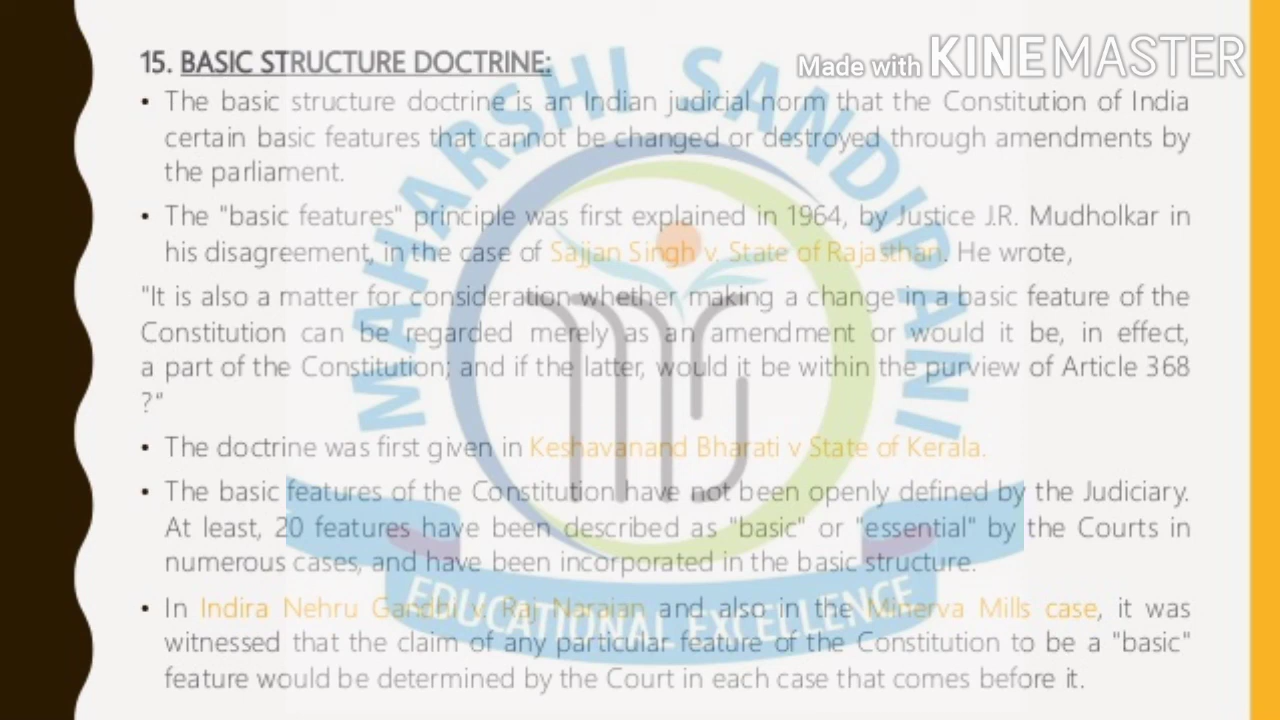 Made with KINEMASTER
15. BASIC STRUCTURE DOCTRINE:
• The basic structure doctrine is an Indian judicial norm that the Constitution of India
certain basic features that cannot be changed or destroyed through amendments by
the parliament.
• The "basic features" principle was first explained in 1964, by Justice J.R. Mudholkar in
his disagreement, in the case of Sajjan Singh v. State of Rajasthan. He wrote,
"It is also a matter for consideration whether making a change in a basic feature of the
Constitution can be regarded merely as an amendment or would it be, in effect,
a part of the Constitution; and if the latter, would it be within the purview of Article 368
?"
• The doctrine was first given in Keshavanand Bharati v State of Kerala.
• The basic features of the Constitution have not been openly defined by the Judiciary.
At least, 20 features have been described as "basic" or "essential" by the Courts in
numerous cases, and have been incorporated in the basic structure.
• In Indira Nehru Gandhi v. Raj Naraian and also in the Minerva Mills case, it was
witnessed that the claim of any particular feature of the Constitution to be a "basic"
feature would be determined by the Court in each case that comes before it.
MAHARSHI SANDIPANI
EDUCATIONAL EXCELLENCE